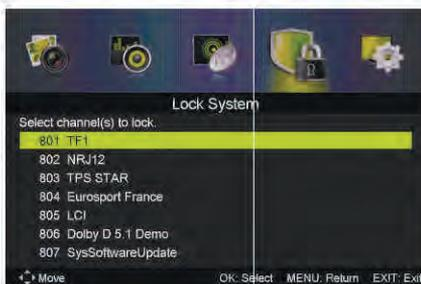 Lock System
Select channel(s) to lock.
801 TF1
802 NRJ12
803 TPS STAR
804 Eurosport France
805 LCI
806 Dolby D 5.1 Demo
807 SysSoftwareUpdate
Move OK: Select MENU: Return EXIT: Exit